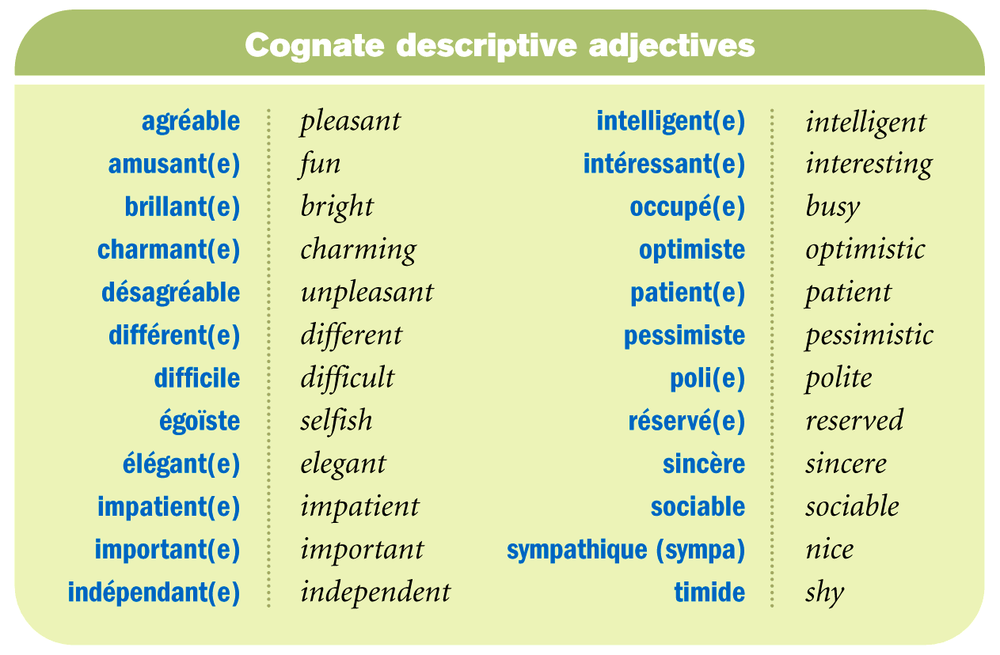 Cognate descriptive adjectives
agréable pleasant
amusant(e) fun
brillant(e) bright
charmant(e) charming
désagréable unpleasant
différent(e) different
difficile difficult
égoïste selfish
élégant(e) elegant
impatient(e) impatient
important(e) important
indépendant(e) independent
intelligent(e) intelligent
intéressant(e) interesting
occupé(e) busy
optimiste optimistic
patient(e) patient
pessimiste pessimistic
poli(e) polite
réservé(e) reserved
sincère sincere
sociable sociable
sympathique (sympa) nice
timide shy